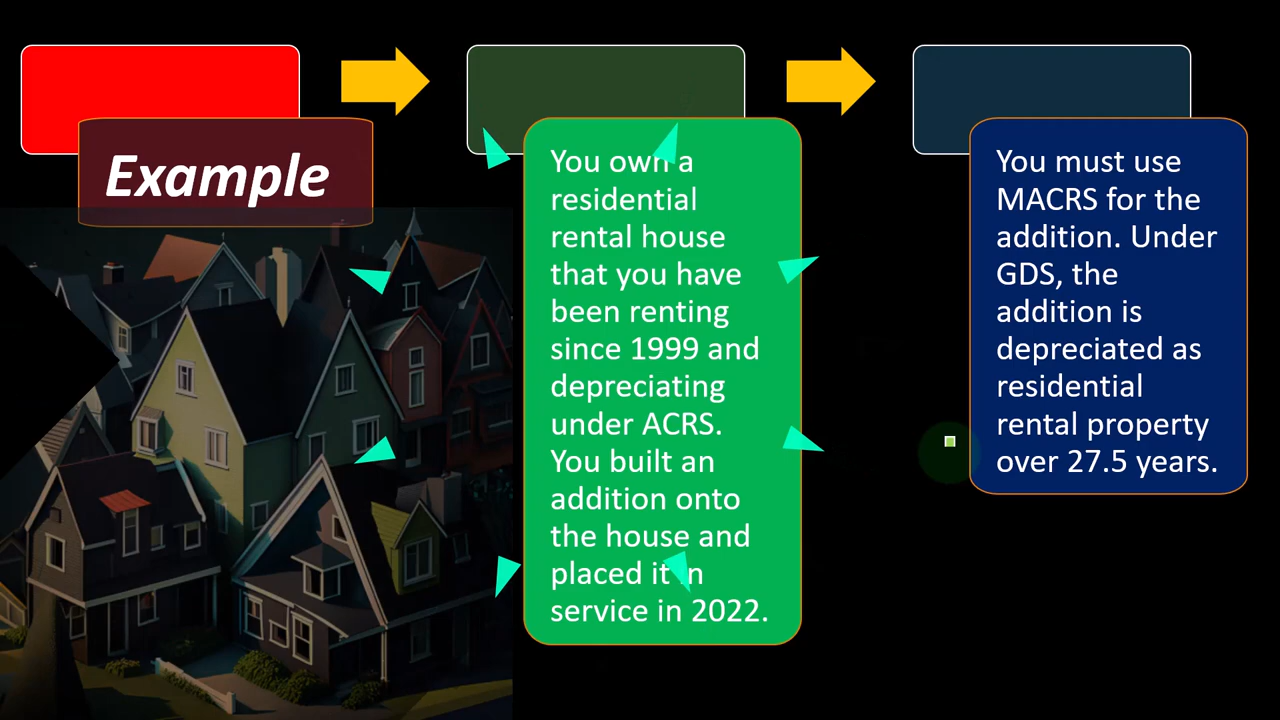 Example
You own a
residential
rental house
that you have
been renting
since 1999 and
depreciating
under ACRS.
You built an
addition onto
the house and
placed it in
service in 2022.
You must use
MACRS for the
addition. Under
GDS, the
addition is
depreciated as
residential
rental property
over 27.5 years.